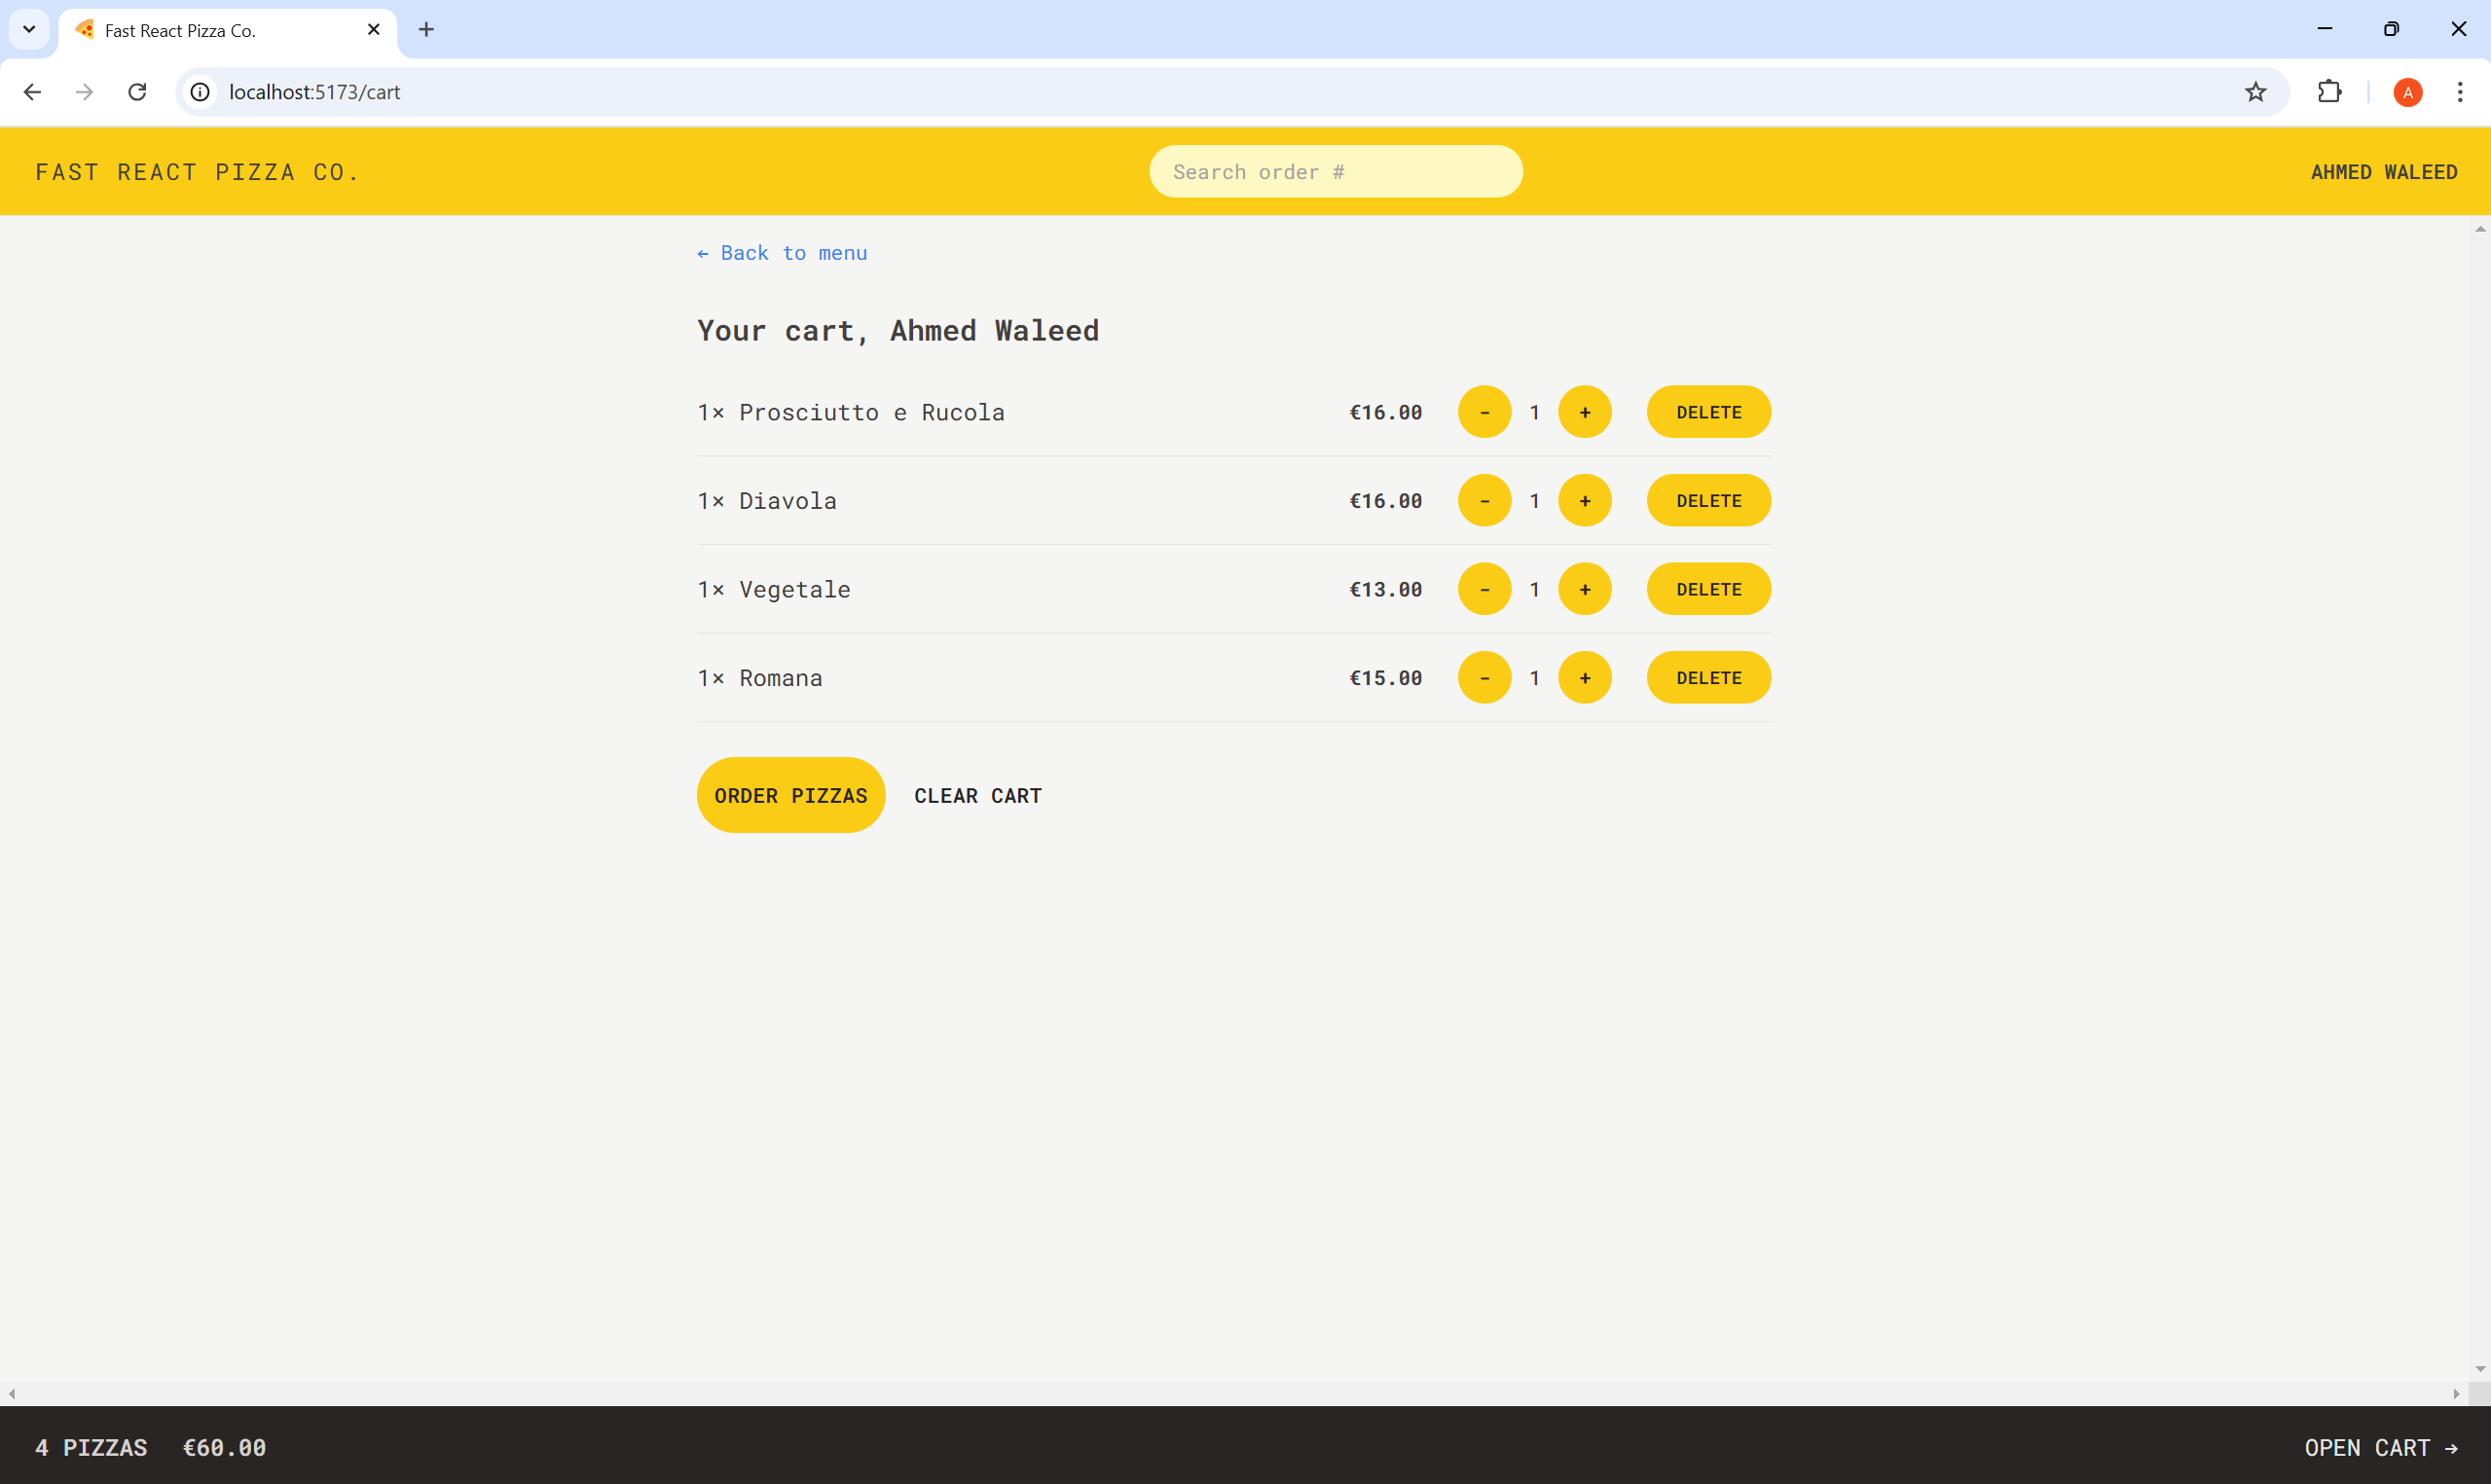 Fast React Pizza Co.
localhost:5173/cart
A
FAST REACT PIZZA CO.
Search order #
AHMED WALEED
← Back to menu
Your cart, Ahmed Waleed
1× Prosciutto e Rucola €16.00 - 1 + DELETE
1× Diavola €16.00 - 1 + DELETE
1× Vegetale €13.00 - 1 + DELETE
1× Romana €15.00 - 1 + DELETE
ORDER PIZZAS CLEAR CART
4 PIZZAS €60.00
OPEN CART →